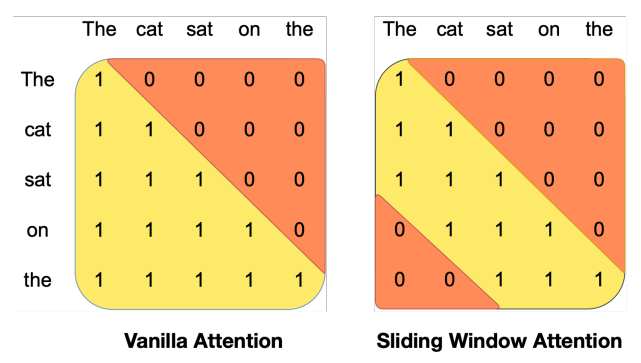 The cat sat on the The cat sat on the
The 1 0 0 0 0 1 0 0 0 0
cat 1 1 0 0 0 1 1 0 0 0
sat 1 1 1 0 0 1 1 1 0 0
on 1 1 1 1 0 0 1 1 1 0
the 1 1 1 1 1 0 0 1 1 1
Vanilla Attention Sliding Window Attention